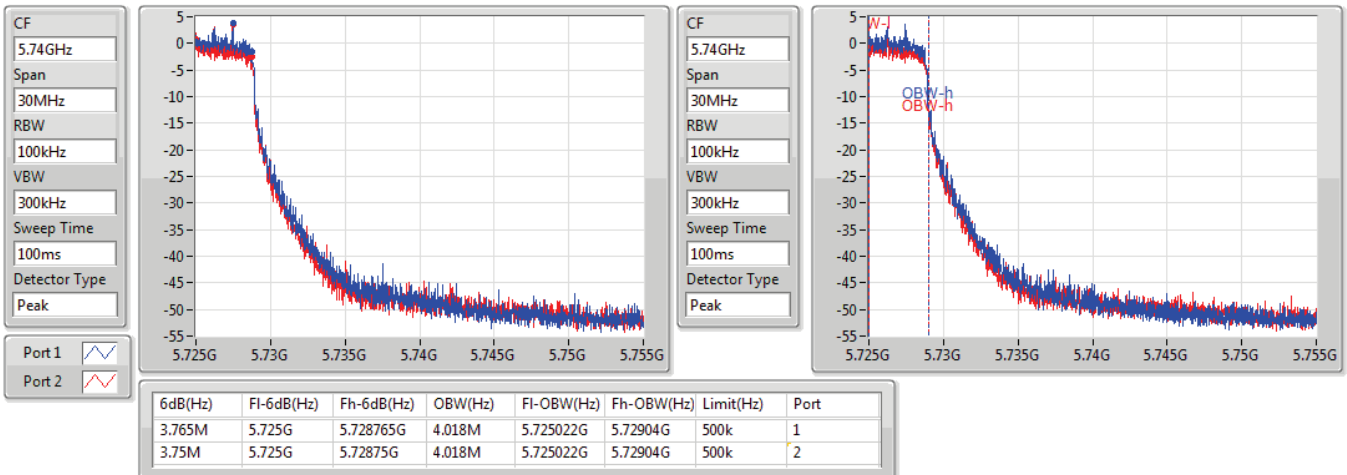 CF
5.74GHz
Span
30MHz
RBW
100kHz
VBW
300kHz
Sweep Time
100ms
Detector Type
Peak
Port 1
Port 2
5
0
-5
-10
-15
-20
-25
-30
-35
-40
-45
-50
-55
5.725G 5.73G 5.735G 5.74G 5.745G 5.75G 5.755G
CF
5.74GHz
Span
30MHz
RBW
100kHz
VBW
300kHz
Sweep Time
100ms
Detector Type
Peak
5
0
-5
-10
-15
-20
-25
-30
-35
-40
-45
-50
-55
W-l
OBW-h
OBW-h
5.725G 5.73G 5.735G 5.74G 5.745G 5.75G 5.755G
6dB(Hz) Fl-6dB(Hz) Fh-6dB(Hz) OBW(Hz) Fl-OBW(Hz) Fh-OBW(Hz) Limit(Hz) Port
3.765M 5.725G 5.728765G 4.018M 5.725022G 5.72904G 500k 1
3.75M 5.725G 5.72875G 4.018M 5.725022G 5.72904G 500k 2